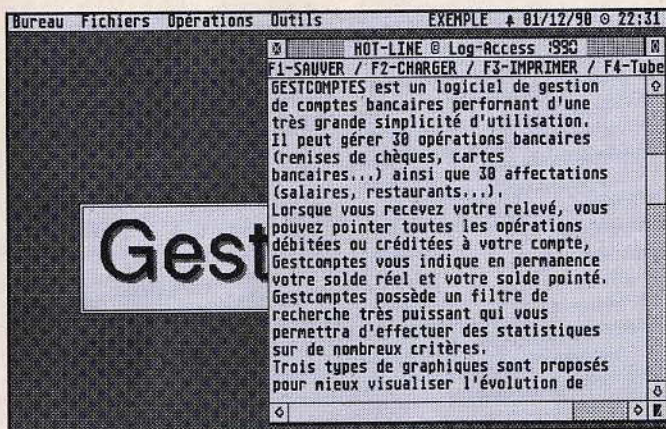 Bureau Fichiers Opérations Outils EXEMPLE 01/12/90 22:31
HOT-LINE © Log-Access 1990
F1-SAUVER / F2-CHARGER / F3-IMPRIMER / F4-Tube
GESTCOMPTES est un logiciel de gestion
de comptes bancaires performant d'une
très grande simplicité d'utilisation.
Il peut gérer 30 opérations bancaires
(remises de chèques, cartes
bancaires...) ainsi que 30 affectations
(salaires, restaurants...).
Lorsque vous recevez votre relevé, vous
pouvez pointer toutes les opérations
débitées ou créditées à votre compte,
Gestcomptes vous indique en permanence
votre solde réel et votre solde pointé.
Gestcomptes possède un filtre de
recherche très puissant qui vous
permettra d'effectuer des statistiques
sur de nombreux critères.
Trois types de graphiques sont proposés
pour mieux visualiser l'évolution de
Gest